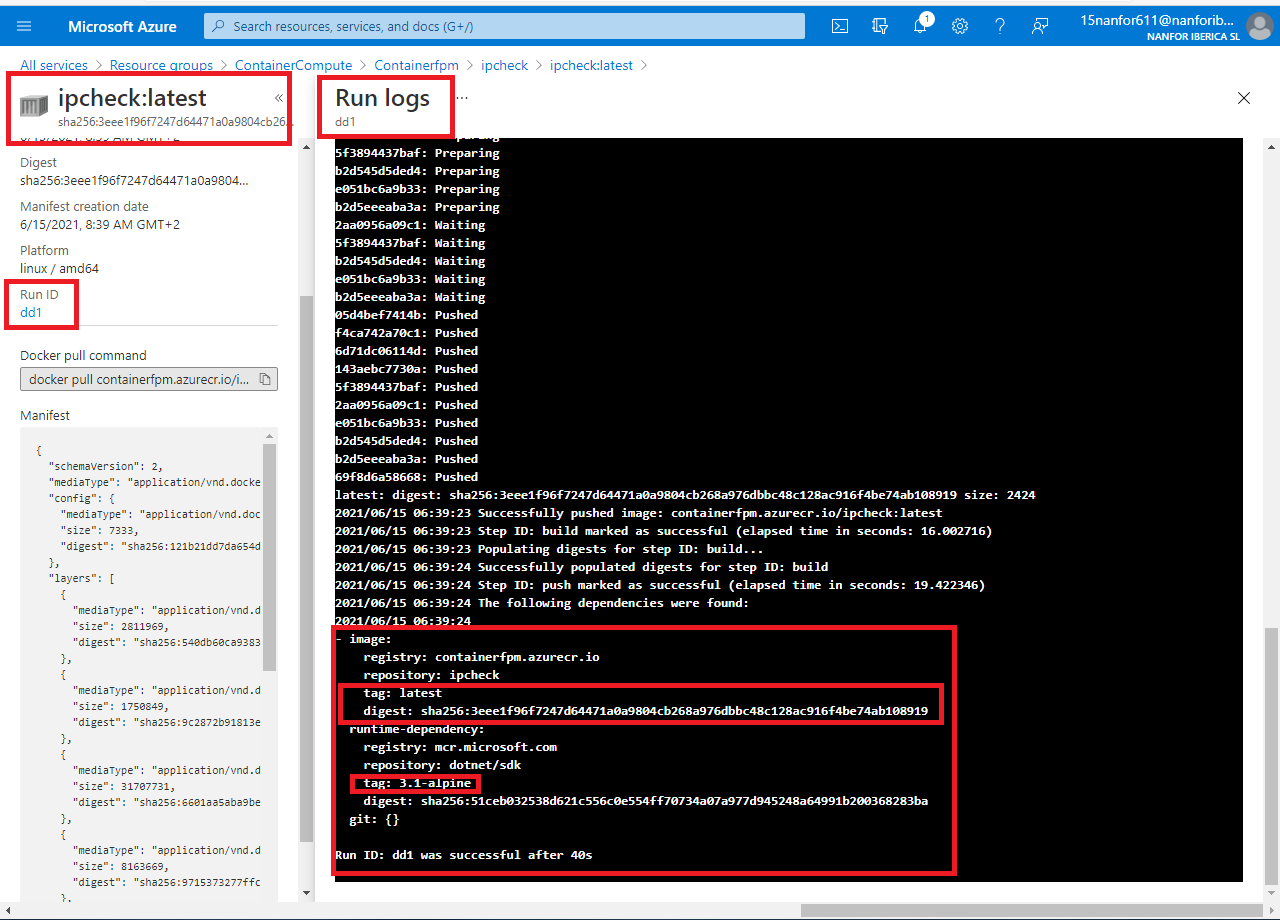 Microsoft Azure
Search resources, services, and docs (G+/)
1
15nanfor611@nanforib...
NANFOR IBERICA SL
All services > Resource groups > ContainerCompute > Containerfpm > ipcheck > ipcheck:latest >
ipcheck:latest
«
sha256:3eee1f96f7247d64471a0a9804cb26...
6/15/2021, 8:39 AM GMT+2
Digest
sha256:3eee1f96f7247d64471a0a9804...
Manifest creation date
6/15/2021, 8:39 AM GMT+2
Platform
linux / amd64
Run ID
dd1
Docker pull command
docker pull containerfpm.azurecr.io/i...
Manifest
{
"schemaVersion": 2,
"mediaType": "application/vnd.docke
"config": {
"mediaType": "application/vnd.doc
"size": 7333,
"digest": "sha256:121b21dd7da654d
},
"layers": [
{
"mediaType": "application/vnd.d
"size": 2811969,
"digest": "sha256:540db60ca9383
},
{
"mediaType": "application/vnd.d
"size": 1750849,
"digest": "sha256:9c2872b91813e
},
{
"mediaType": "application/vnd.d
"size": 31707731,
"digest": "sha256:6601aa5aba9be
},
{
"mediaType": "application/vnd.d
"size": 8163669,
"digest": "sha256:9715373277ffc
},
Run logs ...
dd1
5f3894437baf: Preparing
b2d545d5ded4: Preparing
e051bc6a9b33: Preparing
b2d5eeeaba3a: Preparing
2aa0956a09c1: Waiting
5f3894437baf: Waiting
b2d545d5ded4: Waiting
e051bc6a9b33: Waiting
b2d5eeeaba3a: Waiting
05d4bef7414b: Pushed
f4ca742a70c1: Pushed
6d71dc06114d: Pushed
143aebc7730a: Pushed
5f3894437baf: Pushed
2aa0956a09c1: Pushed
e051bc6a9b33: Pushed
b2d545d5ded4: Pushed
b2d5eeeaba3a: Pushed
69f8d6a58668: Pushed
latest: digest: sha256:3eee1f96f7247d64471a0a9804cb268a976dbbc48c128ac916f4be74ab108919 size: 2424
2021/06/15 06:39:23 Successfully pushed image: containerfpm.azurecr.io/ipcheck:latest
2021/06/15 06:39:23 Step ID: build marked as successful (elapsed time in seconds: 16.002716)
2021/06/15 06:39:23 Populating digests for step ID: build...
2021/06/15 06:39:24 Successfully populated digests for step ID: build
2021/06/15 06:39:24 Step ID: push marked as successful (elapsed time in seconds: 19.422346)
2021/06/15 06:39:24 The following dependencies were found:
2021/06/15 06:39:24
- image:
registry: containerfpm.azurecr.io
repository: ipcheck
tag: latest
digest: sha256:3eee1f96f7247d64471a0a9804cb268a976dbbc48c128ac916f4be74ab108919
runtime-dependency:
registry: mcr.microsoft.com
repository: dotnet/sdk
tag: 3.1-alpine
digest: sha256:51ceb032538d621c556c0e554ff70734a07a977d945248a64991b200368283ba
git: {}
Run ID: dd1 was successful after 40s